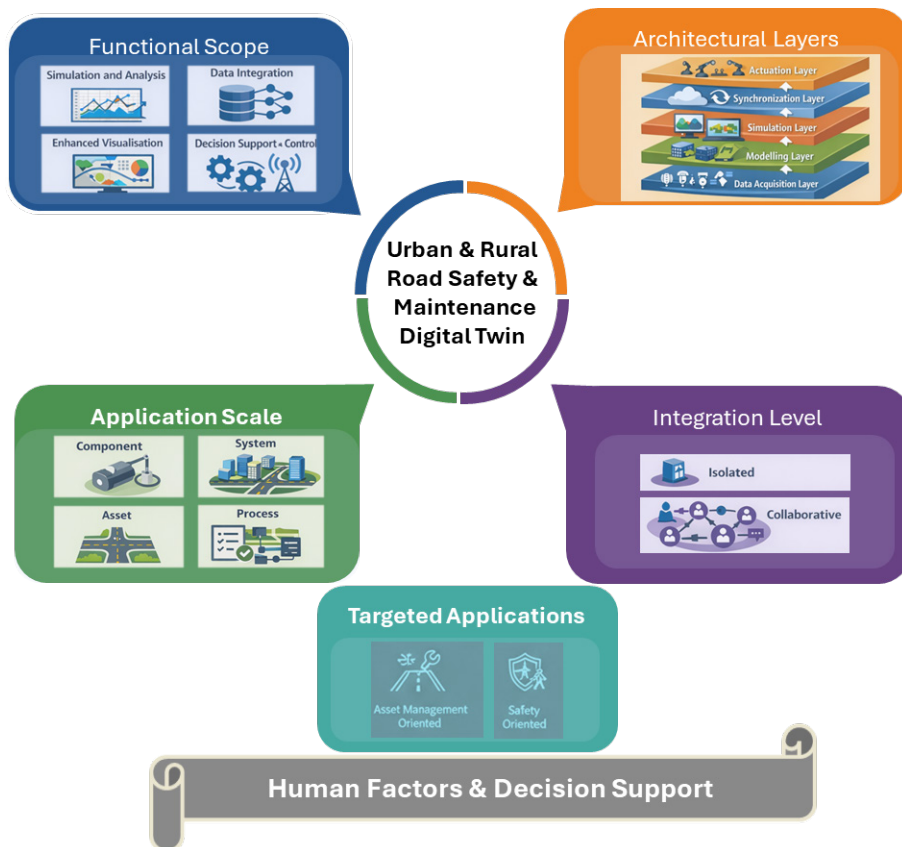 Functional Scope
Simulation and Analysis
Data Integration
Enhanced Visualisation
Decision Support & Control
Architectural Layers
Actuation Layer
Synchronization Layer
Simulation Layer
Modelling Layer
Data Acquisition Layer
Urban & Rural
Road Safety &
Maintenance
Digital Twin
Application Scale
Component
System
Asset
Process
Integration Level
Isolated
Collaborative
Targeted Applications
Asset Management
Oriented
Safety
Oriented
Human Factors & Decision Support